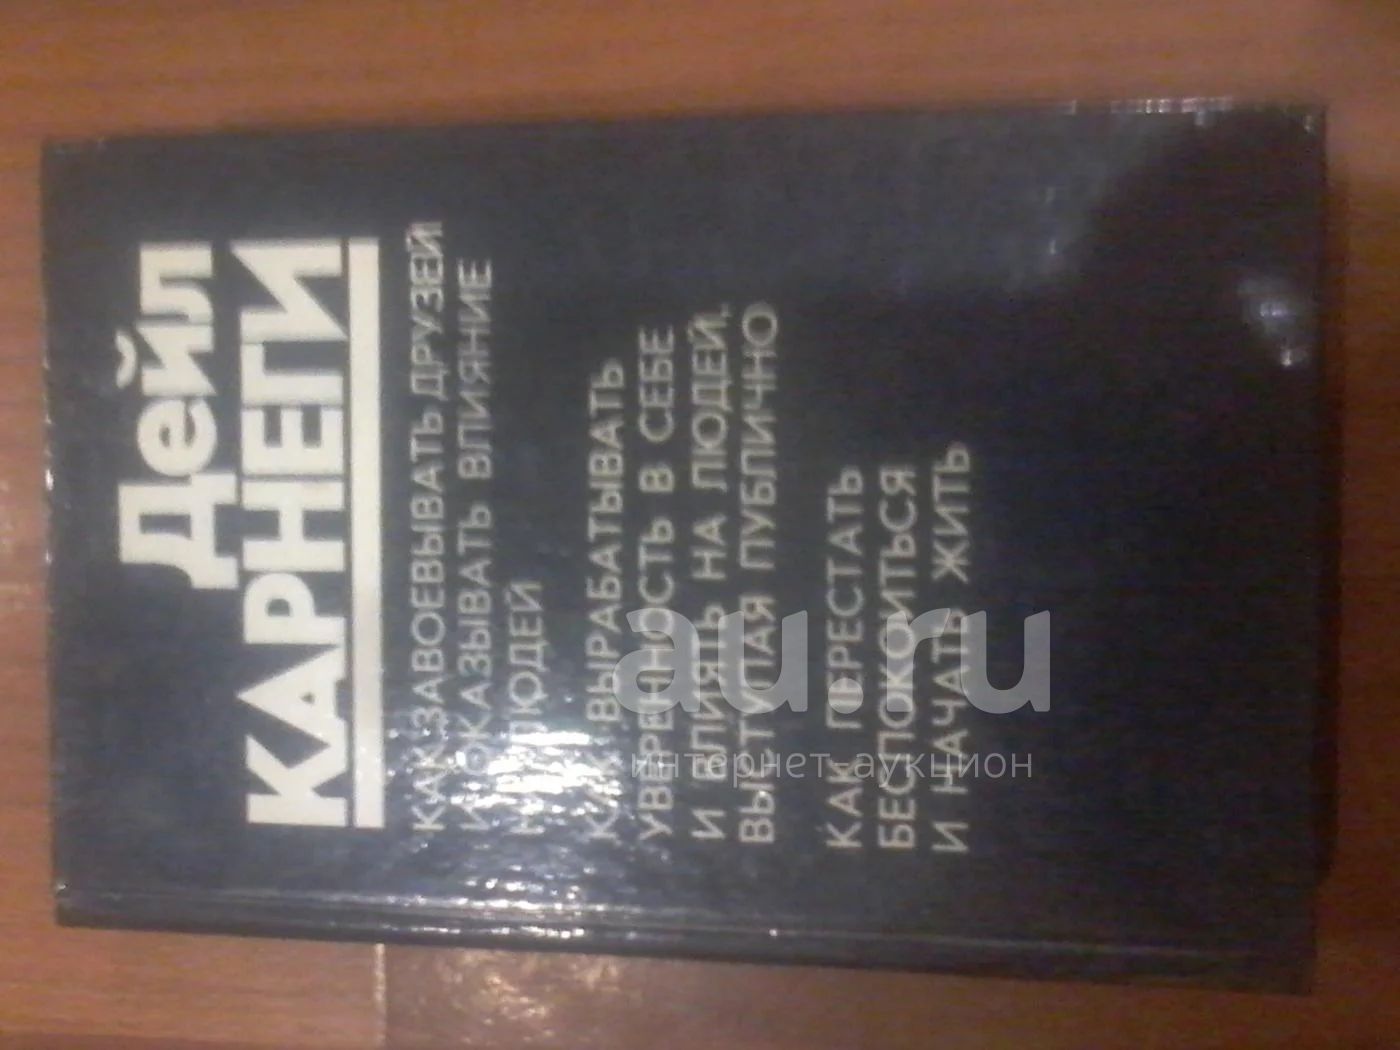 Дейл
КАРНЕГИ
КАК ЗАВОЕВЫВАТЬ ДРУЗЕЙ
И ОКАЗЫВАТЬ ВЛИЯНИЕ
НА ЛЮДЕЙ
КАК ВЫРАБАТЫВАТЬ
УВЕРЕННОСТЬ В СЕБЕ
И ВЛИЯТЬ НА ЛЮДЕЙ,
ВЫСТУПАЯ ПУБЛИЧНО
КАК ПЕРЕСТАТЬ
БЕСПОКОИТЬСЯ
И НАЧАТЬ ЖИТЬ
au.ru
интернет-аукцион